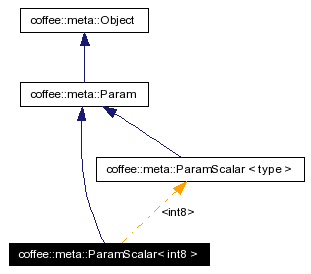 coffee::meta::Object
coffee::meta::Param
coffee::meta::ParamScalar < type >
<int8>
coffee::meta::ParamScalar< int8 >